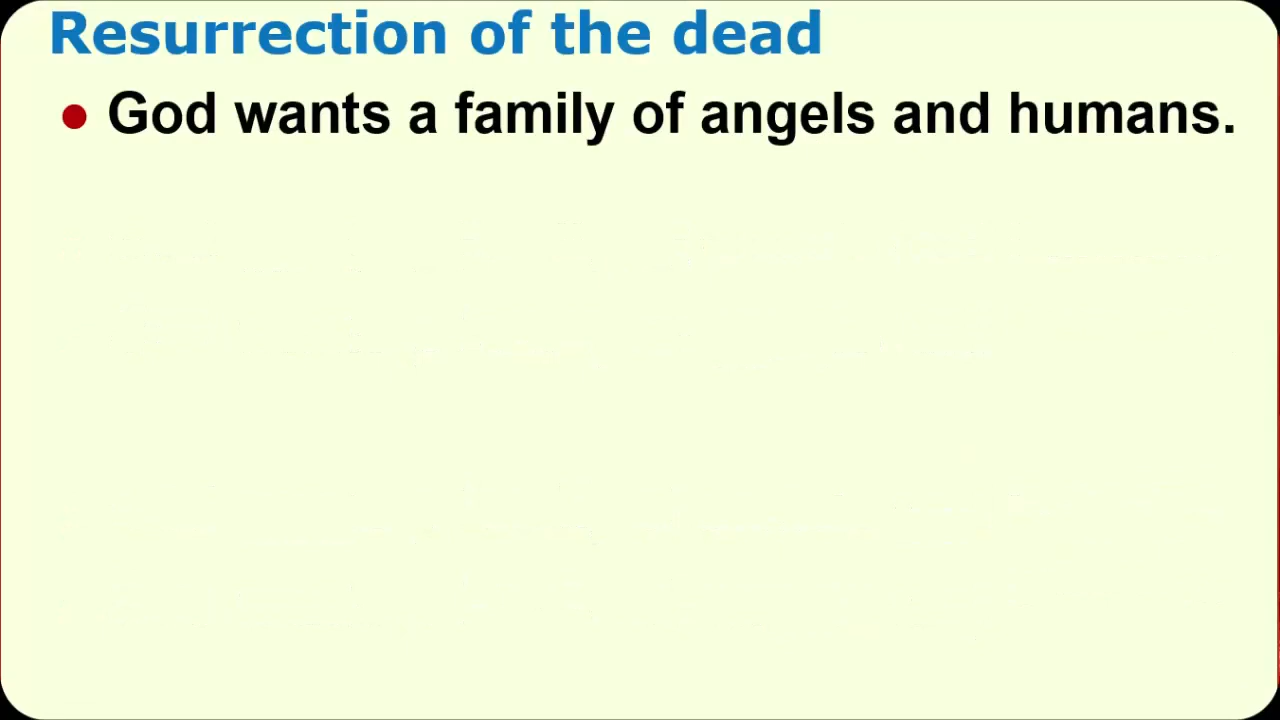 Resurrection of the dead
● God wants a family of angels and humans.